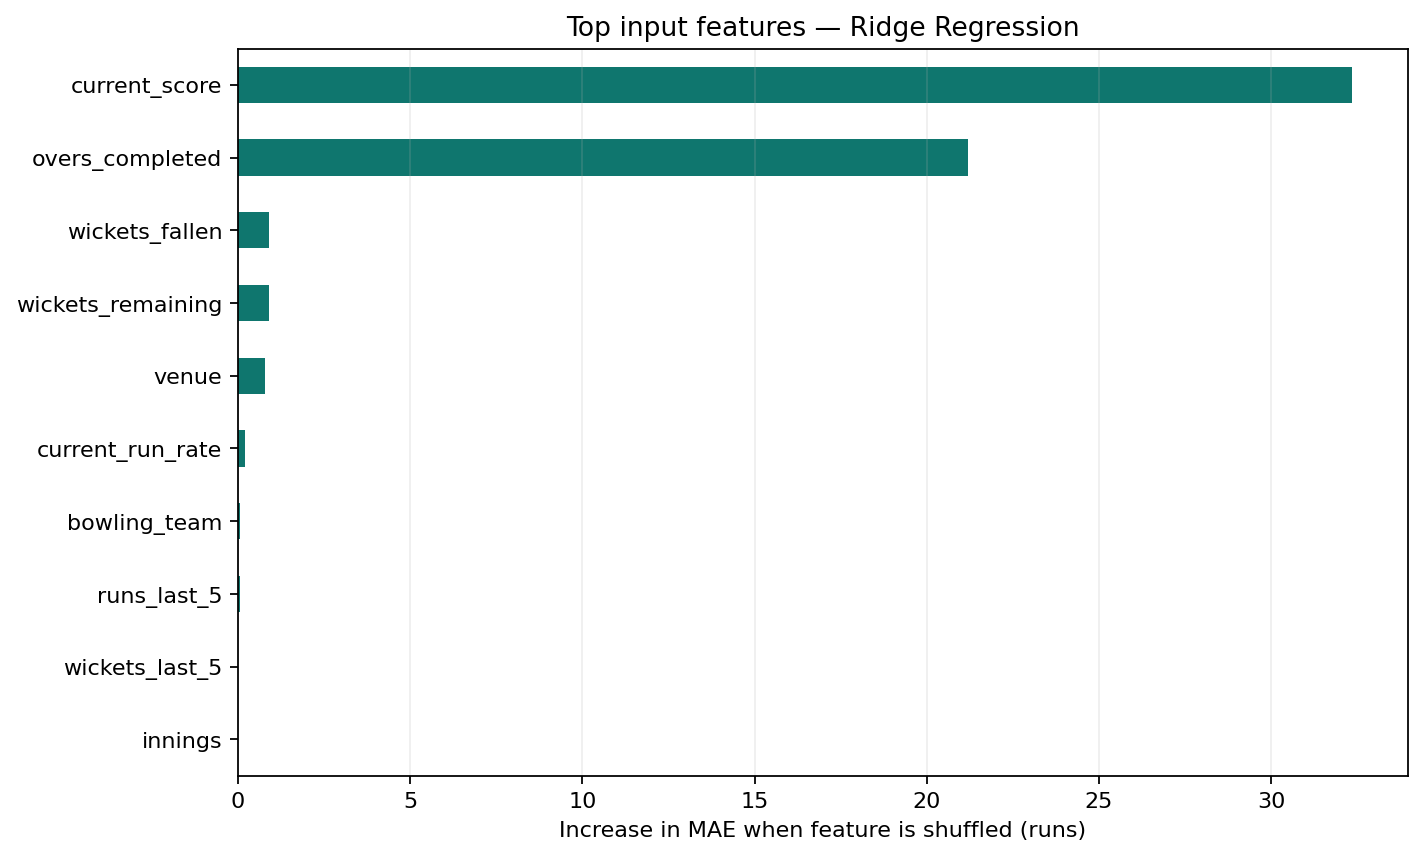 Top input features — Ridge Regression
current_score
overs_completed
wickets_fallen
wickets_remaining
venue
current_run_rate
bowling_team
runs_last_5
wickets_last_5
innings
0 5 10 15 20 25 30
Increase in MAE when feature is shuffled (runs)